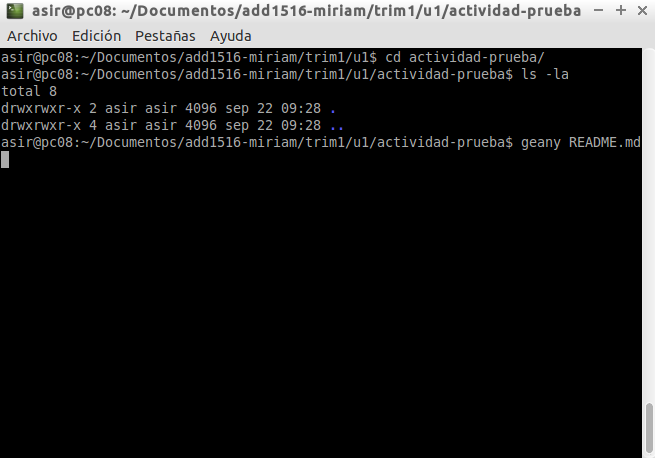 asir@pc08: ~/Documentos/add1516-miriam/trim1/u1/actividad-prueba
Archivo Edición Pestañas Ayuda
asir@pc08:~/Documentos/add1516-miriam/trim1/u1$ cd actividad-prueba/
asir@pc08:~/Documentos/add1516-miriam/trim1/u1/actividad-prueba$ ls -la
total 8
drwxrwxr-x 2 asir asir 4096 sep 22 09:28 .
drwxrwxr-x 4 asir asir 4096 sep 22 09:28 ..
asir@pc08:~/Documentos/add1516-miriam/trim1/u1/actividad-prueba$ geany README.md